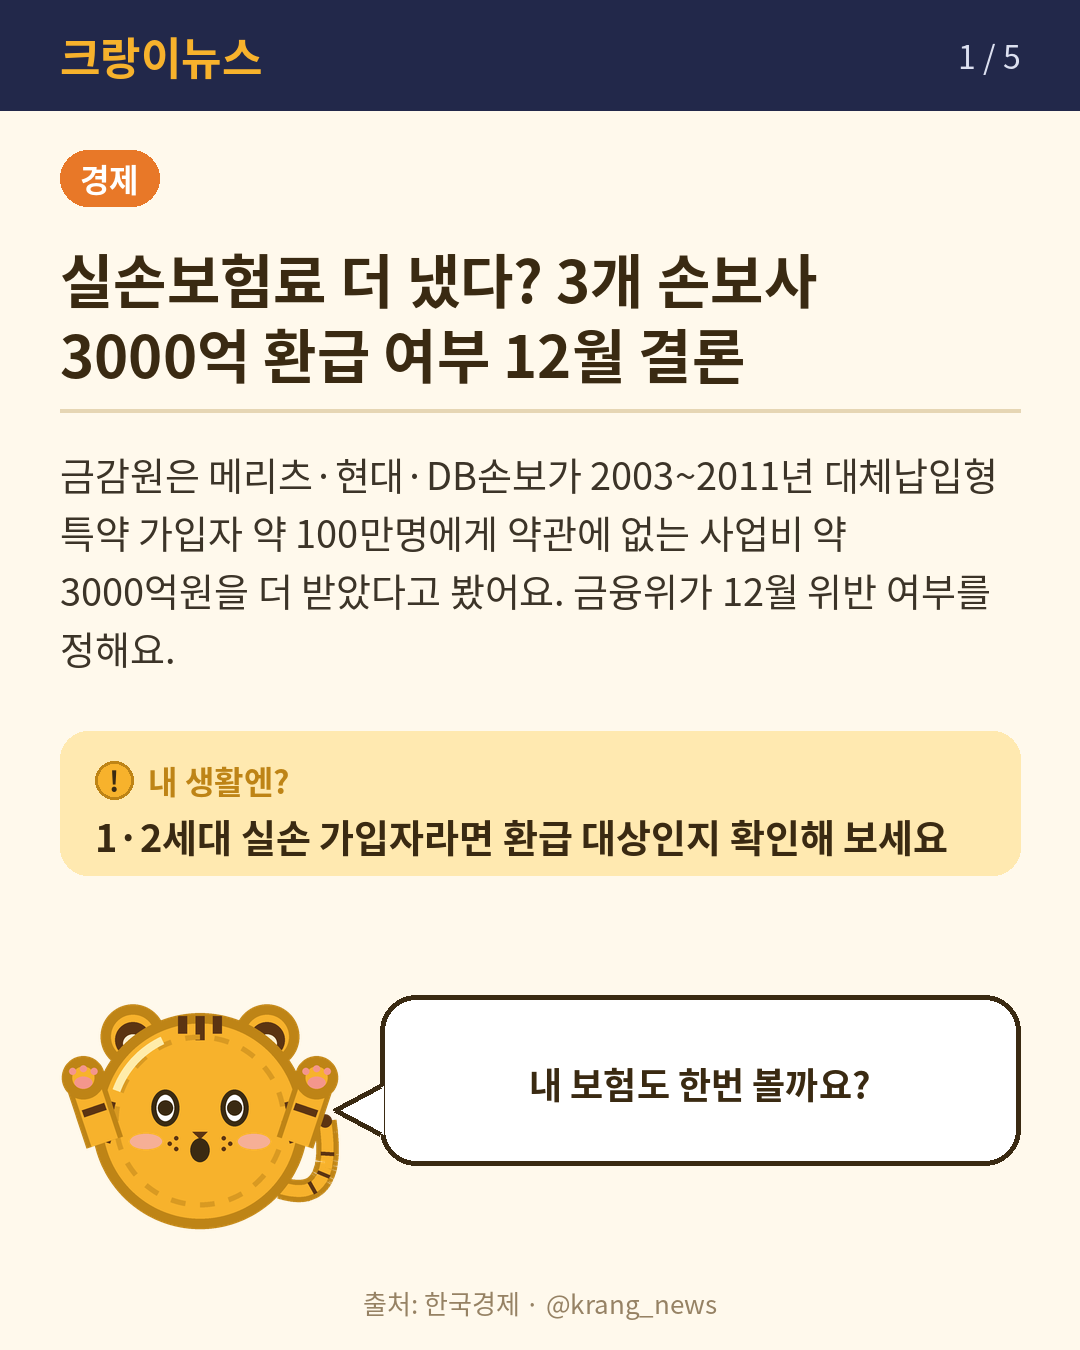 크랑이뉴스
1 / 5
경제
실손보험료 더 냈다? 3개 손보사
3000억 환급 여부 12월 결론
금감원은 메리츠·현대·DB손보가 2003~2011년 대체납입형
특약 가입자 약 100만명에게 약관에 없는 사업비 약
3000억원을 더 받았다고 봤어요. 금융위가 12월 위반 여부를
정해요.
! 내 생활엔?
1·2세대 실손 가입자라면 환급 대상인지 확인해 보세요
내 보험도 한번 볼까요?
출처: 한국경제 · @krang_news